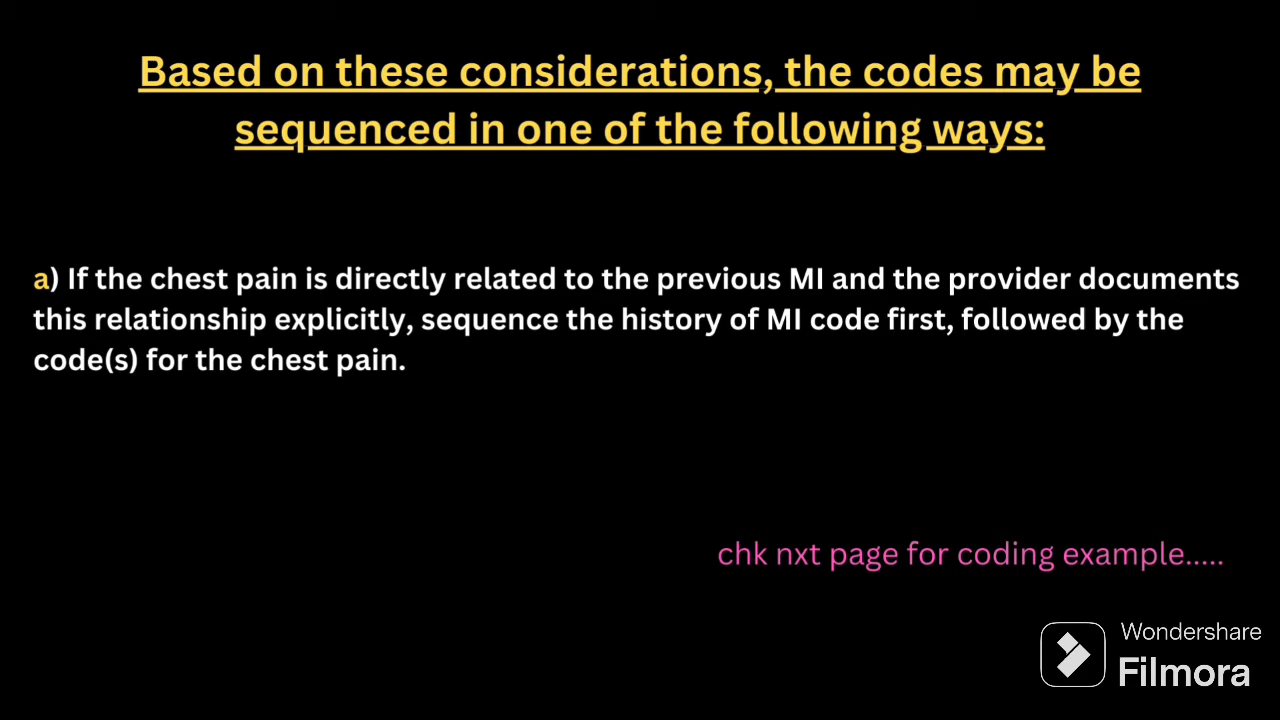 Based on these considerations, the codes may be
sequenced in one of the following ways:
a) If the chest pain is directly related to the previous MI and the provider documents
this relationship explicitly, sequence the history of MI code first, followed by the
code(s) for the chest pain.
chk nxt page for coding example.....
Wondershare
Filmora